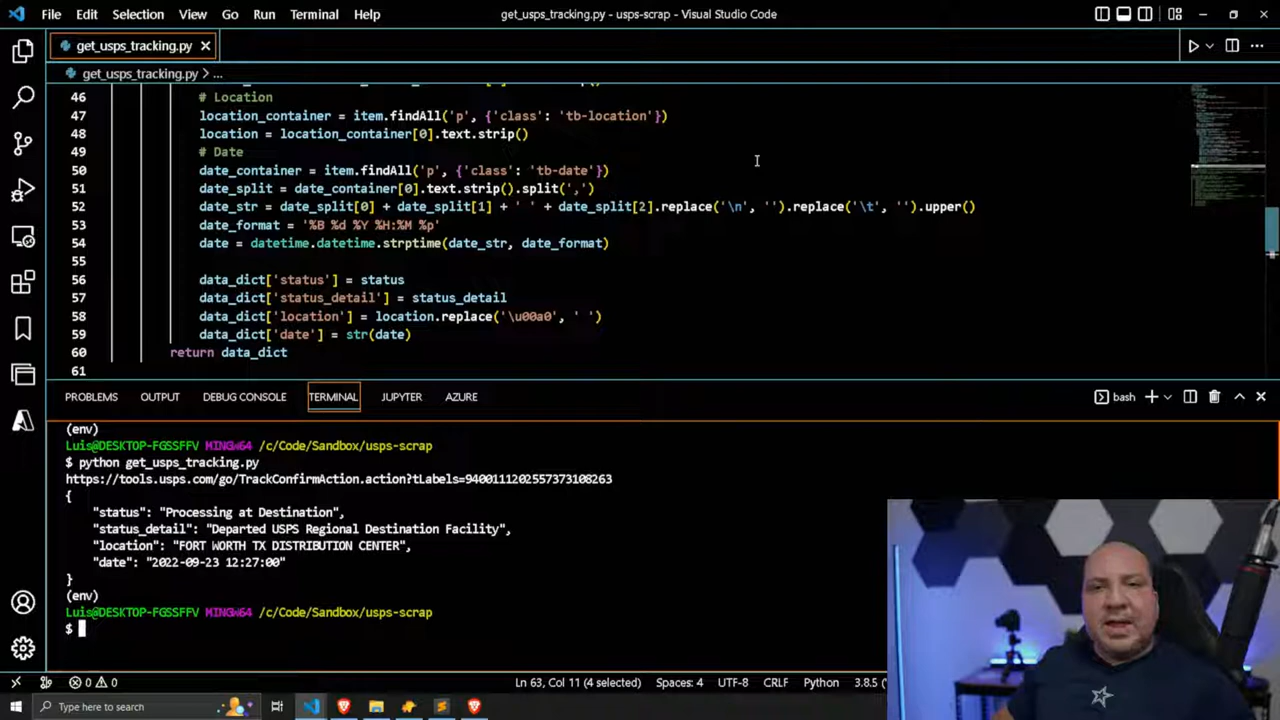 File Edit Selection View Go Run Terminal Help get_usps_tracking.py - usps-scrap - Visual Studio Code
get_usps_tracking.py
get_usps_tracking.py > ...
46 # Location
47 location_container = item.findAll('p', {'class': 'tb-location'})
48 location = location_container[0].text.strip()
49 # Date
50 date_container = item.findAll('p', {'class': 'tb-date'})
51 date_split = date_container[0].text.strip().split(',')
52 date_str = date_split[0] + date_split[1] + ' ' + date_split[2].replace('\n', '').replace('\t', '').upper()
53 date_format = '%B %d %Y %H:%M %p'
54 date = datetime.datetime.strptime(date_str, date_format)
55
56 data_dict['status'] = status
57 data_dict['status_detail'] = status_detail
58 data_dict['location'] = location.replace('\u00a0', ' ')
59 data_dict['date'] = str(date)
60 return data_dict
61
PROBLEMS OUTPUT DEBUG CONSOLE TERMINAL JUPYTER AZURE bash
(env)
Luis@DESKTOP-FGSSFFV MINGW64 /c/Code/Sandbox/usps-scrap
$ python get_usps_tracking.py
https://tools.usps.com/go/TrackConfirmAction.action?tLabels=9400111202557373108263
{
"status": "Processing at Destination",
"status_detail": "Departed USPS Regional Destination Facility",
"location": "FORT WORTH TX DISTRIBUTION CENTER",
"date": "2022-09-23 12:27:00"
}
(env)
Luis@DESKTOP-FGSSFFV MINGW64 /c/Code/Sandbox/usps-scrap
$
0 0 Ln 63, Col 11 (4 selected) Spaces: 4 UTF-8 CRLF Python 3.8.5
Type here to search